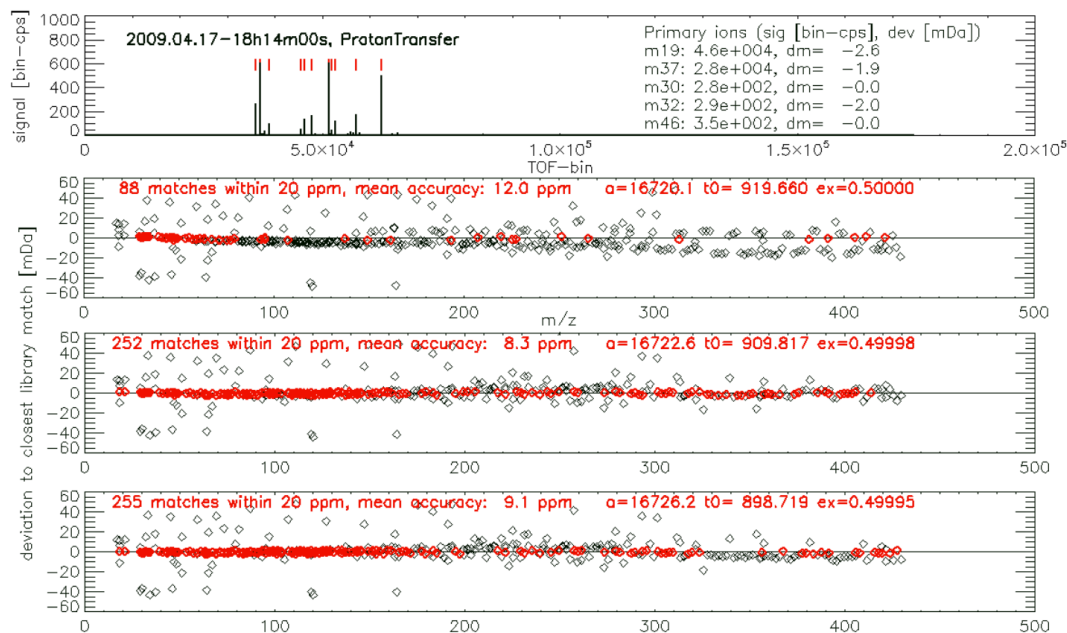 signal [bin-cps]
1000
800
600
400
200
0
2009.04.17-18h14m00s, ProtonTransfer
Primary ions (sig [bin-cps], dev [mDa])
m19: 4.6e+004, dm= -2.6
m37: 2.8e+004, dm= -1.9
m30: 2.8e+002, dm= -0.0
m32: 2.9e+002, dm= -2.0
m46: 3.5e+002, dm= -0.0
0 5.0×10⁴ 1.0×10⁵ 1.5×10⁵ 2.0×10⁵
TOF-bin
deviation to closest library match [mDa]
60
40
20
0
-20
-40
-60
88 matches within 20 ppm, mean accuracy: 12.0 ppm a=16720.1 t0= 919.660 ex=0.50000
0 100 200 300 400 500
m/z
60
40
20
0
-20
-40
-60
252 matches within 20 ppm, mean accuracy: 8.3 ppm a=16722.6 t0= 909.817 ex=0.49998
0 100 200 300 400 500
60
40
20
0
-20
-40
-60
255 matches within 20 ppm, mean accuracy: 9.1 ppm a=16726.2 t0= 898.719 ex=0.49995
0 100 200 300 400 500